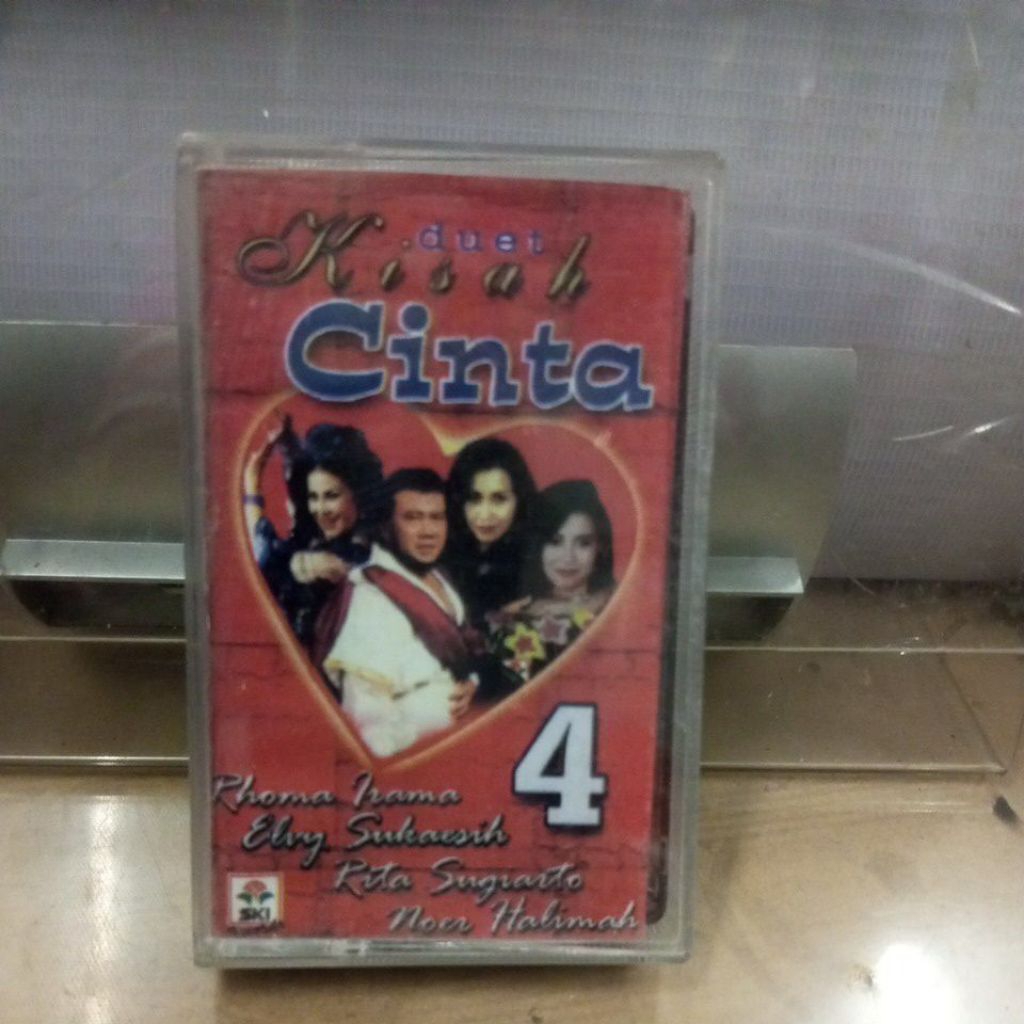 duet
Kisah
Cinta
4
Rhoma Irama
Elvy Sukaesih
Rita Sugiarto
Noer Halimah
SKI